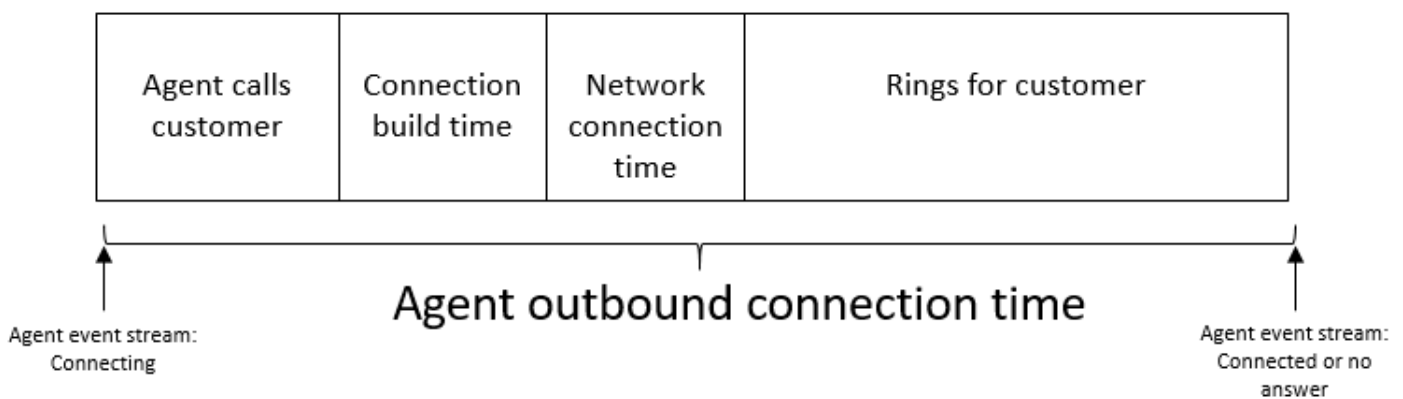 Agent calls
customer
Connection
build time
Network
connection
time
Rings for customer
Agent outbound connection time
Agent event stream:
Connecting
Agent event stream:
Connected or no
answer